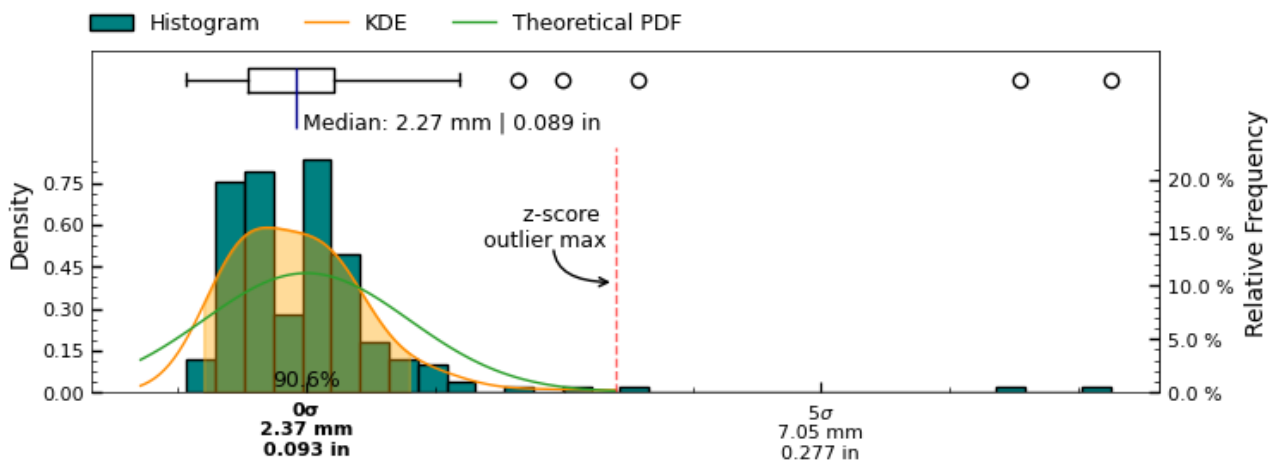 Histogram KDE Theoretical PDF
Median: 2.27 mm | 0.089 in
Density
0.75
0.60
0.45
0.30
0.15
0.00
z-score
outlier max
90.6%
20.0 %
15.0 %
10.0 %
5.0 %
0.0 %
Relative Frequency
0σ
2.37 mm
0.093 in
5σ
7.05 mm
0.277 in